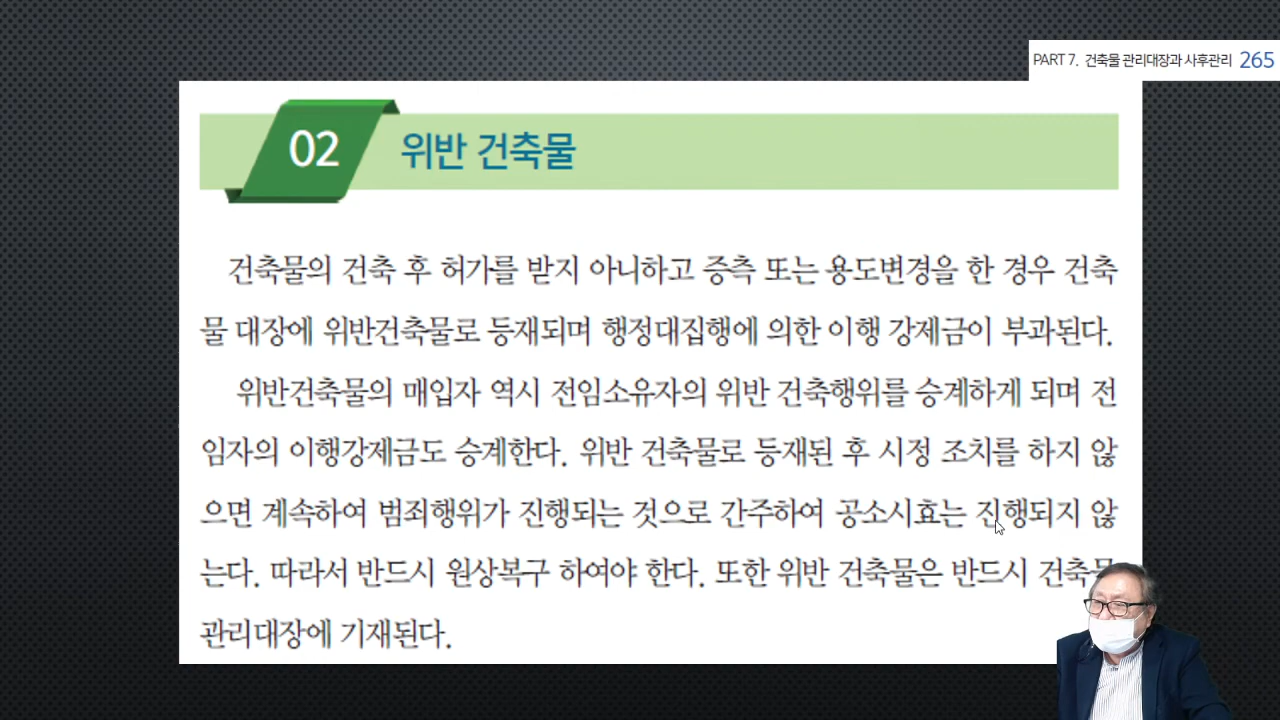 PART 7. 건축물 관리대장과 사후관리 265
02 위반 건축물
건축물의 건축 후 허가를 받지 아니하고 증측 또는 용도변경을 한 경우 건축
물 대장에 위반건축물로 등재되며 행정대집행에 의한 이행 강제금이 부과된다.
위반건축물의 매입자 역시 전임소유자의 위반 건축행위를 승계하게 되며 전
임자의 이행강제금도 승계한다. 위반 건축물로 등재된 후 시정 조치를 하지 않
으면 계속하여 범죄행위가 진행되는 것으로 간주하여 공소시효는 진행되지 않
는다. 따라서 반드시 원상복구 하여야 한다. 또한 위반 건축물은 반드시 건축물
관리대장에 기재된다.